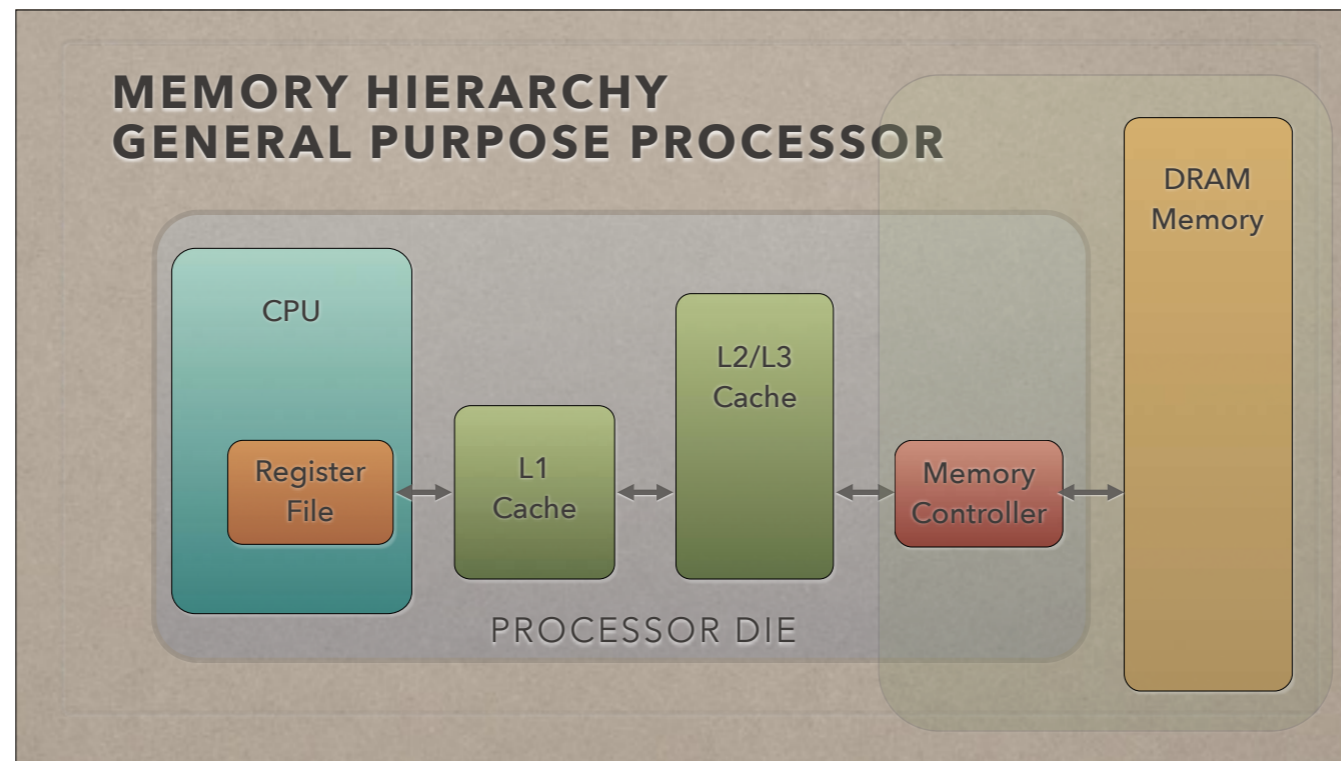 MEMORY HIERARCHY
GENERAL PURPOSE PROCESSOR
DRAM
Memory
CPU
L2/L3
Cache
Register
File
L1
Cache
Memory
Controller
PROCESSOR DIE